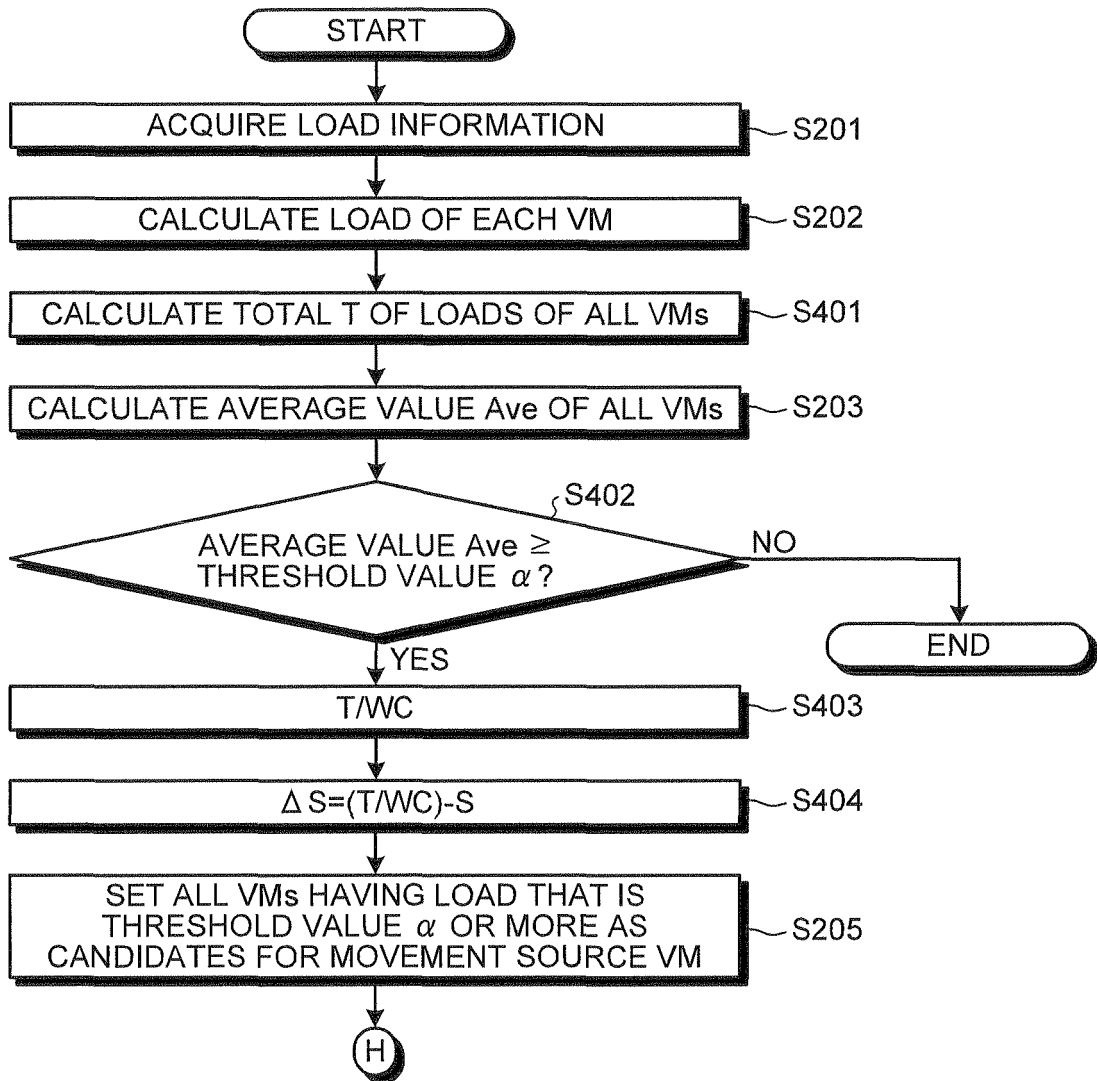 START
ACQUIRE LOAD INFORMATION
S201
CALCULATE LOAD OF EACH VM
S202
CALCULATE TOTAL T OF LOADS OF ALL VMs
S401
CALCULATE AVERAGE VALUE Ave OF ALL VMs
S203
S402
AVERAGE VALUE Ave ≥
THRESHOLD VALUE α?
NO
END
YES
T/WC
S403
Δ S=(T/WC)-S
S404
SET ALL VMs HAVING LOAD THAT IS
THRESHOLD VALUE α OR MORE AS
CANDIDATES FOR MOVEMENT SOURCE VM
S205
H